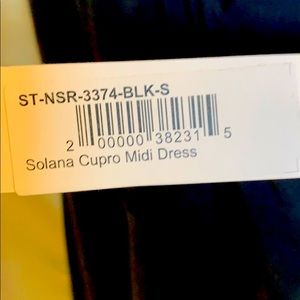 ST-NSR-3374-BLK-S
2 00000 38231 5
Solana Cupro Midi Dress